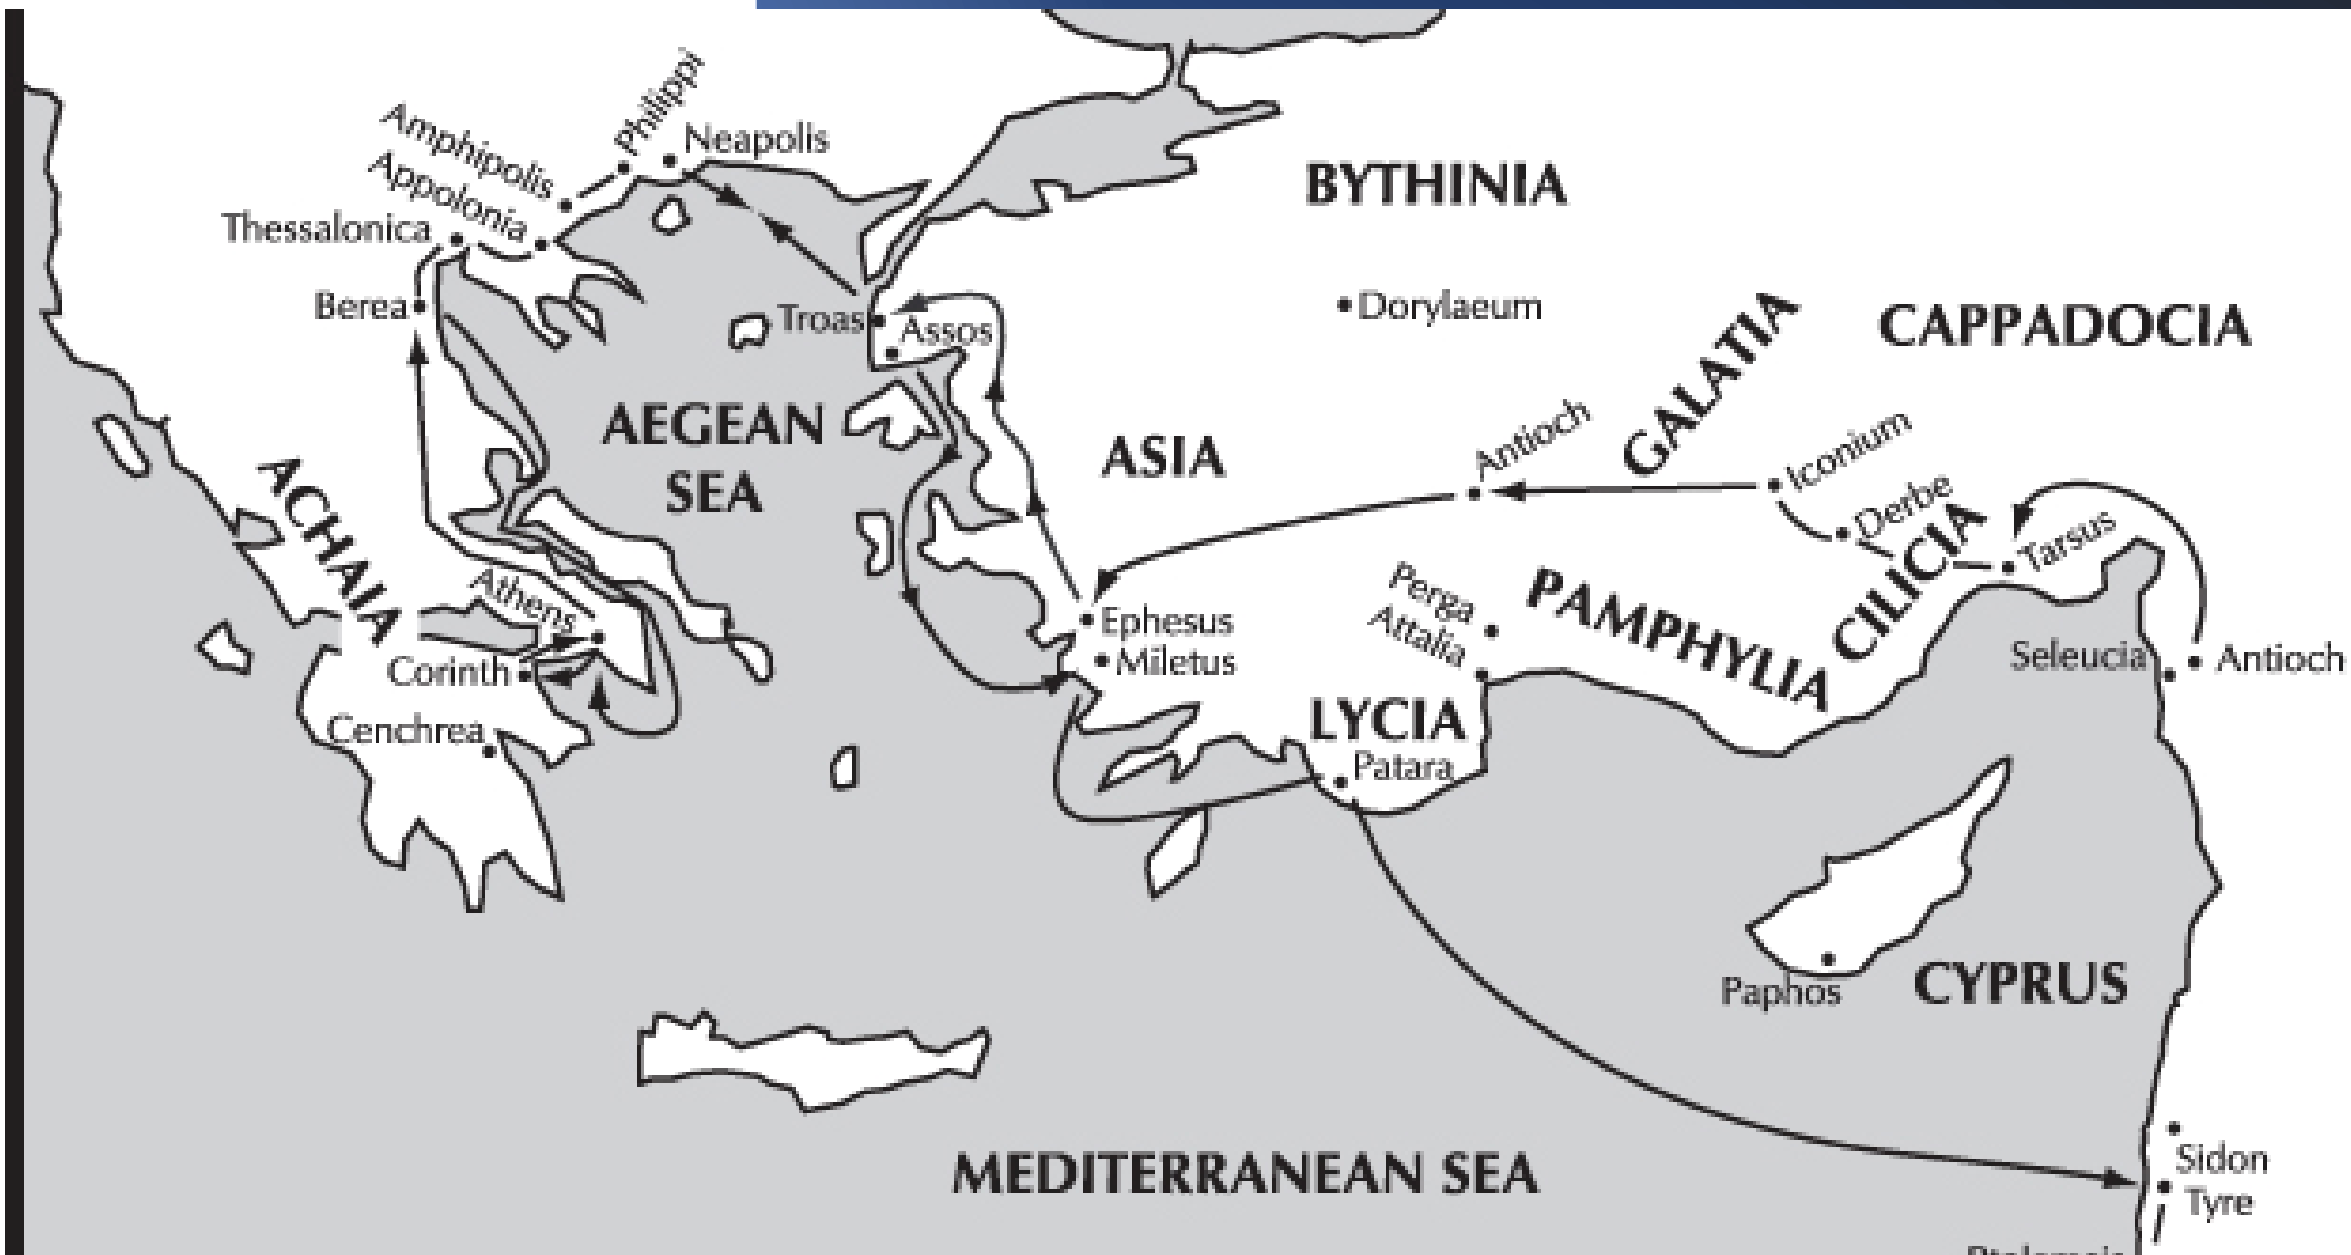 Philippi
Neapolis
Amphipolis
Appolonia
Thessalonica
Berea
BYTHINIA
Troas
Assos
Dorylaeum
GALATIA
CAPPADOCIA
AEGEAN
SEA
ASIA
Antioch
Iconium
Derbe
CILICIA
Tarsus
ACHAIA
Athens
Corinth
Cenchrea
Ephesus
Miletus
Perga
Attalia
PAMPHYLIA
Seleucia
Antioch
LYCIA
Patara
Paphos
CYPRUS
MEDITERRANEAN SEA
Sidon
Tyre